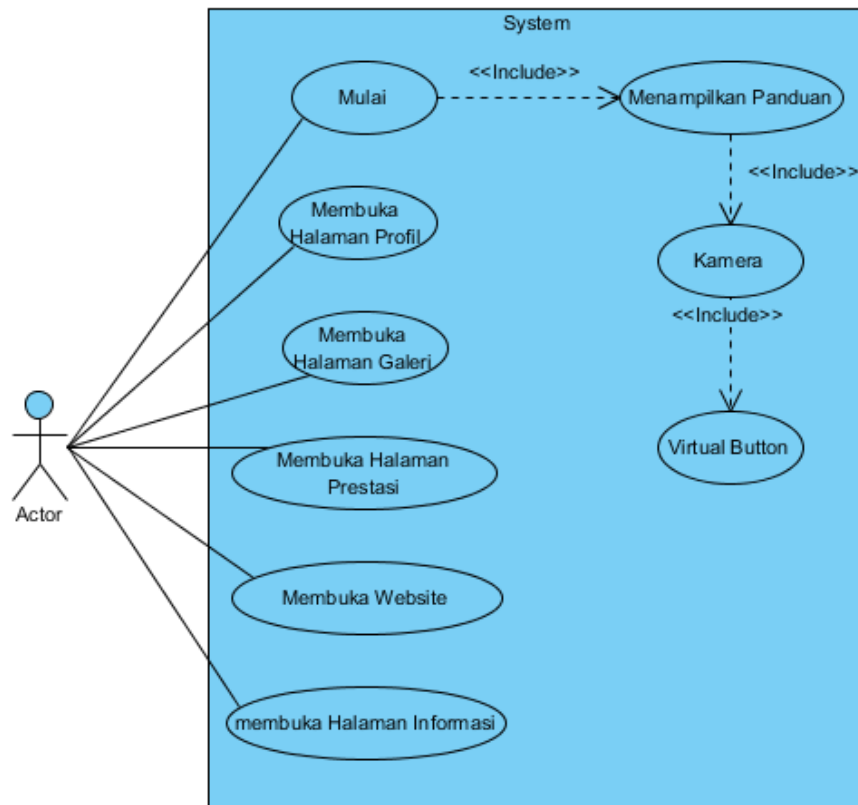 System
<<Include>>
Mulai
Menampilkan Panduan
<<Include>>
Membuka
Halaman Profil
Kamera
<<Include>>
Membuka
Halaman Galeri
Virtual Button
Membuka Halaman
Prestasi
Actor
Membuka Website
membuka Halaman Informasi